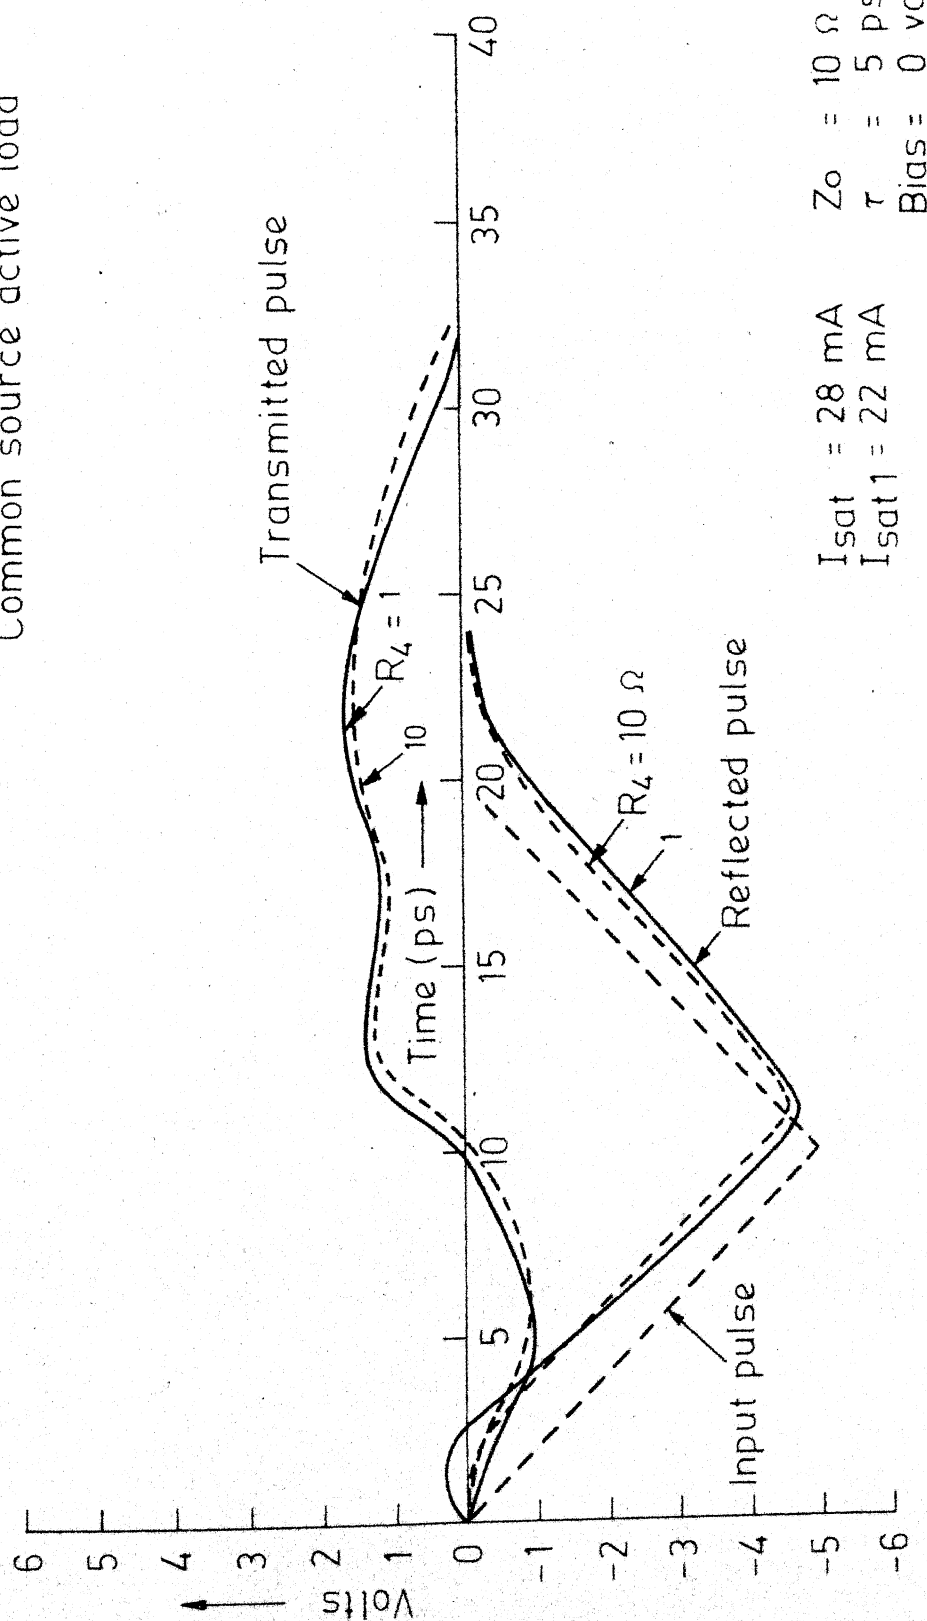 Common source active load
Volts
6
5
4
3
2
1
0
-1
-2
-3
-4
-5
-6
5
10
15
20
25
30
35
40
Time (ps)
Transmitted pulse
R4 = 1
10
R4 = 10 Ω
1
Reflected pulse
Input pulse
Isat = 28 mA
Isat1 = 22 mA
Zo = 10 Ω
τ = 5 ps
Bias = 0